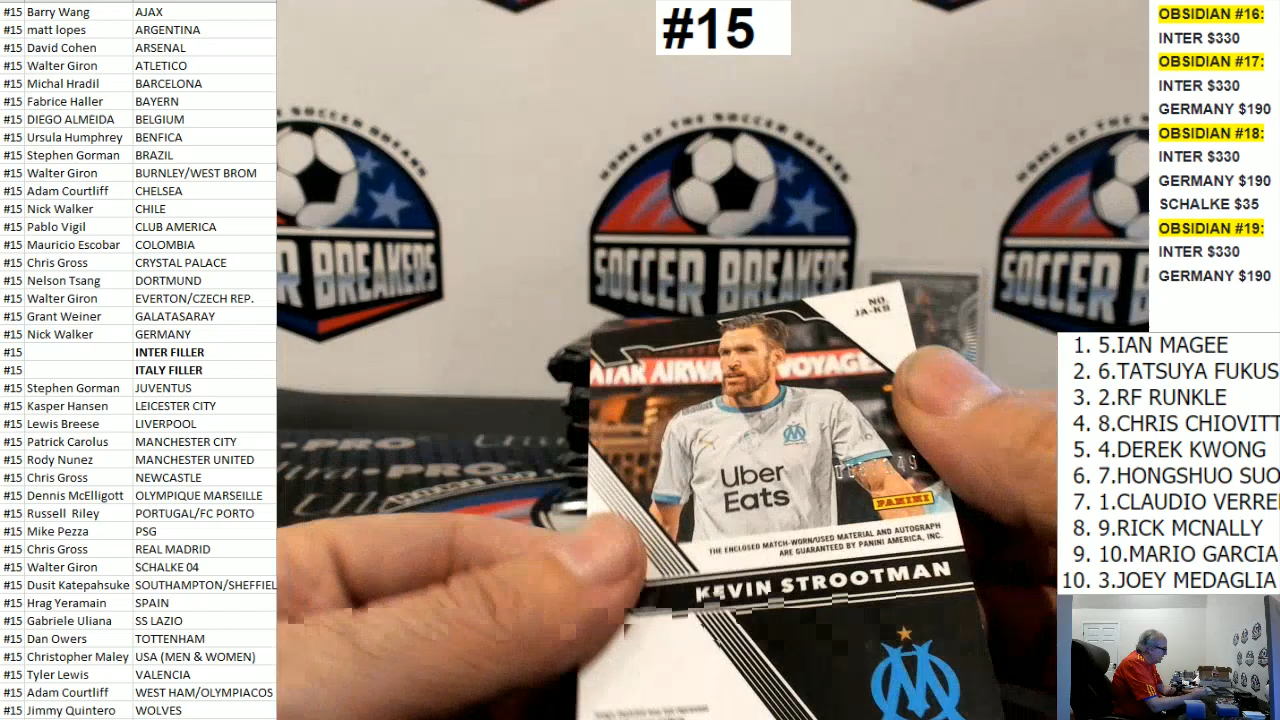 #15 Barry Wang AJAX
#15 matt lopes ARGENTINA
#15 David Cohen ARSENAL
#15 Walter Giron ATLETICO
#15 Michal Hradil BARCELONA
#15 Fabrice Haller BAYERN
#15 DIEGO ALMEIDA BELGIUM
#15 Ursula Humphrey BENFICA
#15 Stephen Gorman BRAZIL
#15 Walter Giron BURNLEY/WEST BROM
#15 Adam Courtliff CHELSEA
#15 Nick Walker CHILE
#15 Pablo Vigil CLUB AMERICA
#15 Mauricio Escobar COLOMBIA
#15 Chris Gross CRYSTAL PALACE
#15 Nelson Tsang DORTMUND
#15 Walter Giron EVERTON/CZECH REP.
#15 Grant Weiner GALATASARAY
#15 Nick Walker GERMANY
#15 INTER FILLER
#15 ITALY FILLER
#15 Stephen Gorman JUVENTUS
#15 Kasper Hansen LEICESTER CITY
#15 Lewis Breese LIVERPOOL
#15 Patrick Carolus MANCHESTER CITY
#15 Rody Nunez MANCHESTER UNITED
#15 Chris Gross NEWCASTLE
#15 Dennis McElligott OLYMPIQUE MARSEILLE
#15 Russell Riley PORTUGAL/FC PORTO
#15 Mike Pezza PSG
#15 Chris Gross REAL MADRID
#15 Walter Giron SCHALKE 04
#15 Dusit Katepahsuke SOUTHAMPTON/SHEFFIEL
#15 Hrag Yeramain SPAIN
#15 Gabriele Uliana SS LAZIO
#15 Dan Owers TOTTENHAM
#15 Christopher Maley USA (MEN & WOMEN)
#15 Tyler Lewis VALENCIA
#15 Adam Courtliff WEST HAM/OLYMPIACOS
#15 Jimmy Quintero WOLVES
#15
HOME OF THE SOCCER BREAKERS
SOCCER BREAKERS
NO.
JA-KS
QATAR AIRWAYS VOYAGES
Uber
Eats
PANINI
THE ENCLOSED MATCH-WORN/USED MATERIAL AND AUTOGRAPH
ARE GUARANTEED BY PANINI AMERICA, INC.
KEVIN STROOTMAN
PRO
OBSIDIAN #16:
INTER $330
OBSIDIAN #17:
INTER $330
GERMANY $190
OBSIDIAN #18:
INTER $330
GERMANY $190
SCHALKE $35
OBSIDIAN #19:
INTER $330
GERMANY $190
1. 5.IAN MAGEE
2. 6.TATSUYA FUKUS
3. 2.RF RUNKLE
4. 8.CHRIS CHIOVITT
5. 4.DEREK KWONG
6. 7.HONGSHUO SUO
7. 1.CLAUDIO VERRE
8. 9.RICK MCNALLY
9. 10.MARIO GARCIA
10. 3.JOEY MEDAGLIA